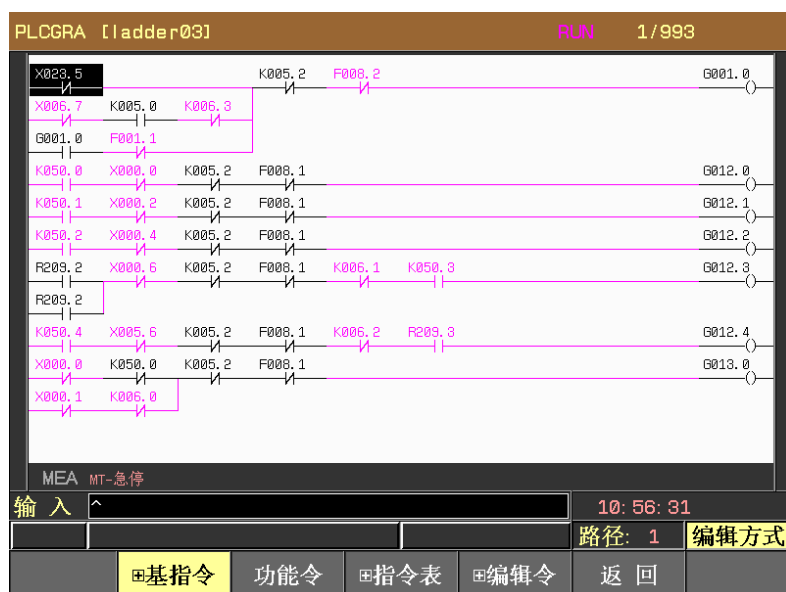 PLCGRA [ladder03] RUN 1/993
X023.5 K005.2 F008.2 G001.0
X006.7 K005.0 K006.3
G001.0 F001.1
K050.0 X000.0 K005.2 F008.1 G012.0
K050.1 X000.2 K005.2 F008.1 G012.1
K050.2 X000.4 K005.2 F008.1 G012.2
R209.2 X000.6 K005.2 F008.1 K006.1 K050.3 G012.3
R209.2
K050.4 X005.6 K005.2 F008.1 K006.2 R209.3 G012.4
X000.0 K050.0 K005.2 F008.1 G013.0
X000.1 K006.0
MEA MT-急停
输 入 ^ 10:56:31
路径: 1 编辑方式
⊞基指令 功能令 ⊞指令表 ⊞编辑令 返 回